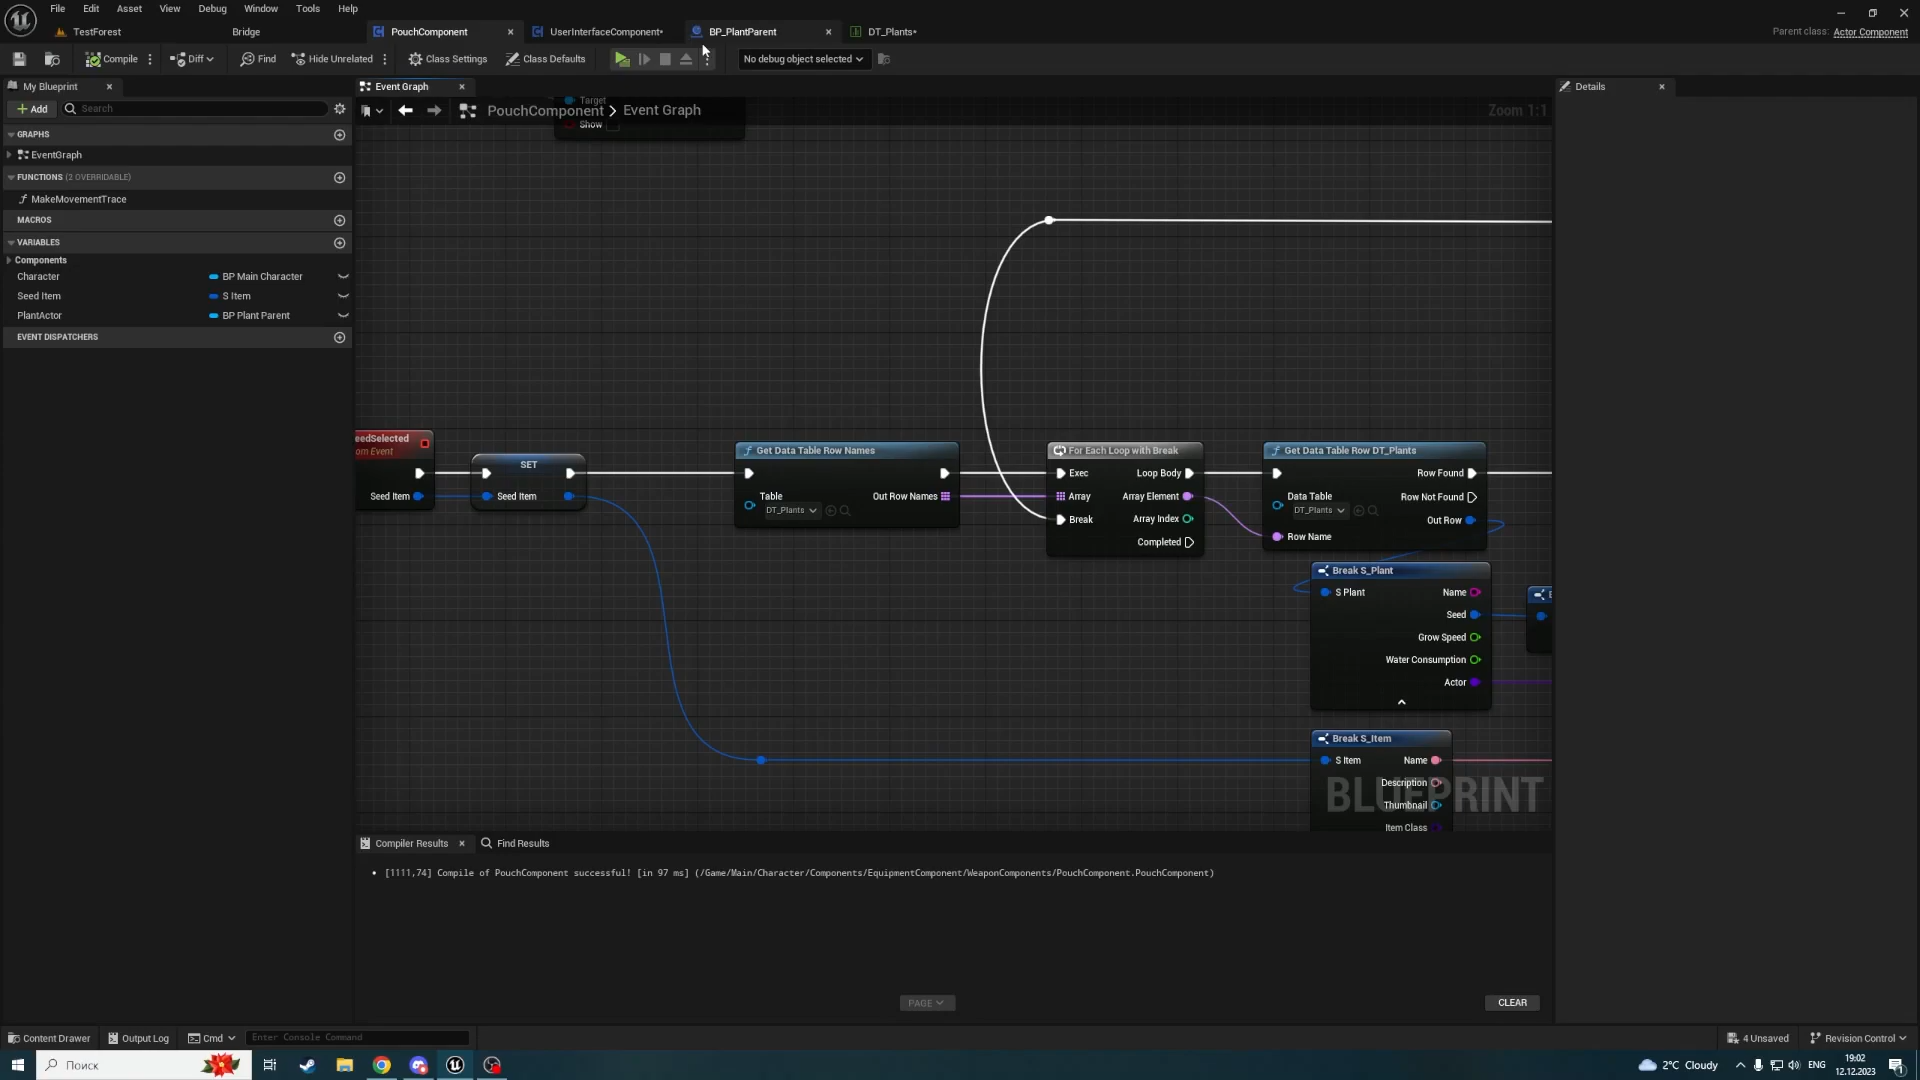 File Edit Asset View Debug Window Tools Help
TestForest Bridge PouchComponent UserInterfaceComponent* BP_PlantParent DT_Plants*
Parent class: Actor Component
Compile Diff Find Hide Unrelated Class Settings Class Defaults No debug object selected
My Blueprint Event Graph Details
Add Search
PouchComponent > Event Graph Zoom 1:1
Target
Show
GRAPHS
EventGraph
FUNCTIONS (2 OVERRIDABLE)
MakeMovementTrace
MACROS
VARIABLES
Components
Character BP Main Character
Seed Item S Item
PlantActor BP Plant Parent
EVENT DISPATCHERS
eedSelected
om Event
Seed Item
SET
Seed Item
Get Data Table Row Names
Table
DT_Plants
Out Row Names
For Each Loop with Break
Exec Loop Body
Array Array Element
Break Array Index
Completed
Get Data Table Row DT_Plants
Row Found
Data Table Row Not Found
DT_Plants
Out Row
Row Name
Break S_Plant
S Plant Name
Seed
Grow Speed
Water Consumption
Actor
Break S_Item
S Item Name
Description
Thumbnail
Item Class
BLUEPRINT
Compiler Results Find Results
• [1111,74] Compile of PouchComponent successful! [in 97 ms] (/Game/Main/Character/Components/EquipmentComponent/WeaponComponents/PouchComponent.PouchComponent)
PAGE CLEAR
Content Drawer Output Log Cmd Enter Console Command 4 Unsaved Revision Control
Поиск 2°C Cloudy ENG 19:02
12.12.2023